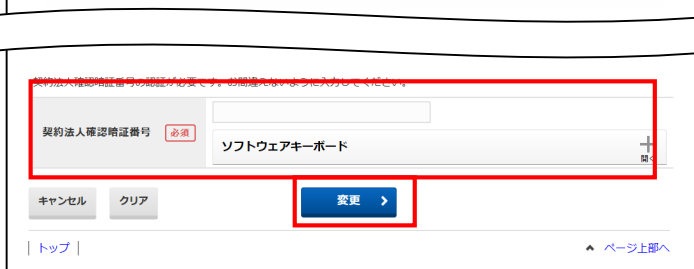 契約法人確認暗証番号の認証が必要です。お間違えないように入力してください。
契約法人確認暗証番号 必須
ソフトウェアキーボード
開く
キャンセル クリア 変更
トップ
ページ上部へ